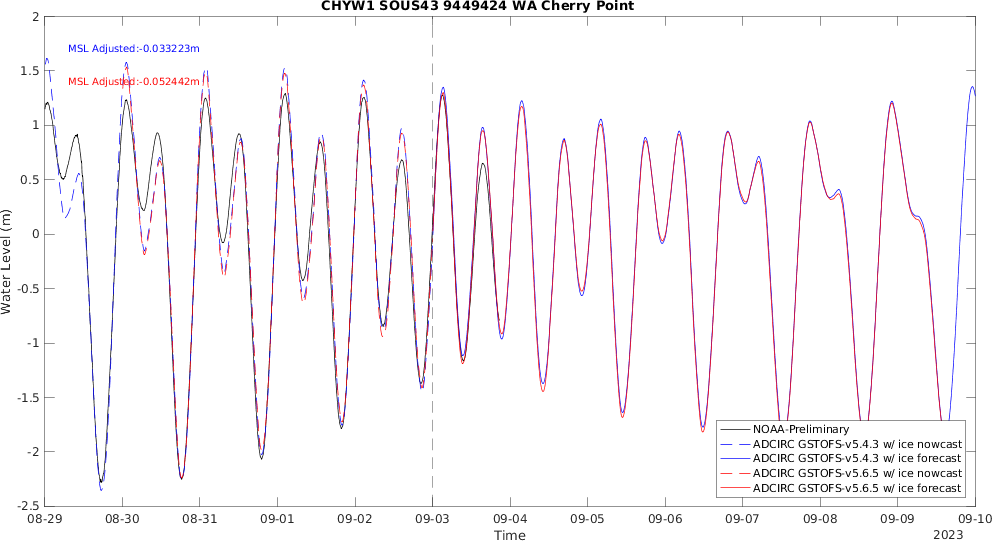 CHYW1 SOUS43 9449424 WA Cherry Point
MSL Adjusted:-0.033223m
MSL Adjusted:-0.052442m
Water Level (m)
2
1.5
1
0.5
0
-0.5
-1
-1.5
-2
-2.5
NOAA-Preliminary
ADCIRC GSTOFS-v5.4.3 w/ ice nowcast
ADCIRC GSTOFS-v5.4.3 w/ ice forecast
ADCIRC GSTOFS-v5.6.5 w/ ice nowcast
ADCIRC GSTOFS-v5.6.5 w/ ice forecast
08-29 08-30 08-31 09-01 09-02 09-03 09-04 09-05 09-06 09-07 09-08 09-09 09-10
Time
2023